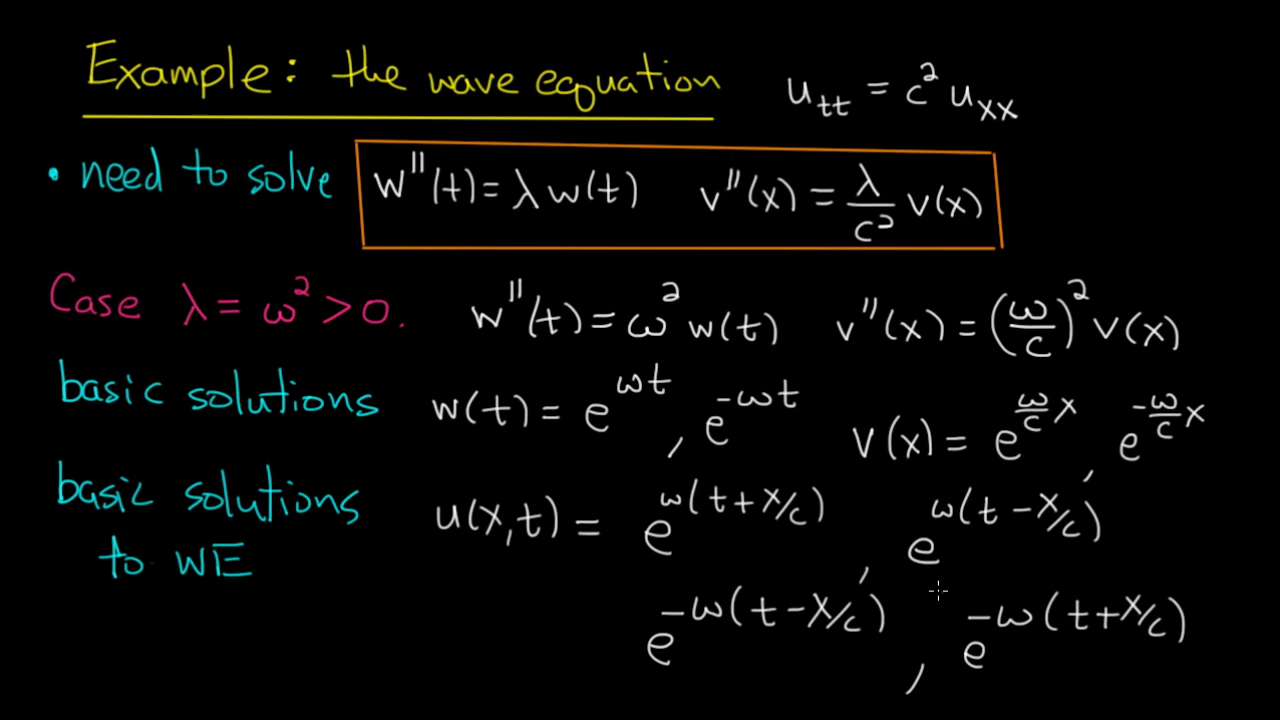 Example: the wave equation u_tt = c² u_xx
• need to solve w''(t) = λ w(t) v''(x) = λ/c² v(x)
Case λ = ω² > 0. w''(t) = ω² w(t) v''(x) = (ω/c)² v(x)
basic solutions w(t) = e^{ωt}, e^{-ωt} v(x) = e^{ω/c x}, e^{-ω/c x}
basic solutions u(x,t) = e^{ω(t+x/c)}, e^{ω(t-x/c)}
to WE
e^{-ω(t-x/c)}, e^{-ω(t+x/c)}